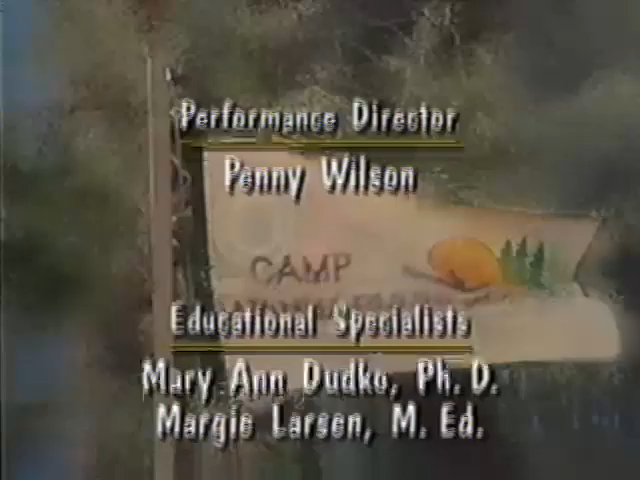 Performance Director
Penny Wilson
CAMP
Educational Specialists
Mary Ann Dudko, Ph. D.
Margie Larsen, M. Ed.